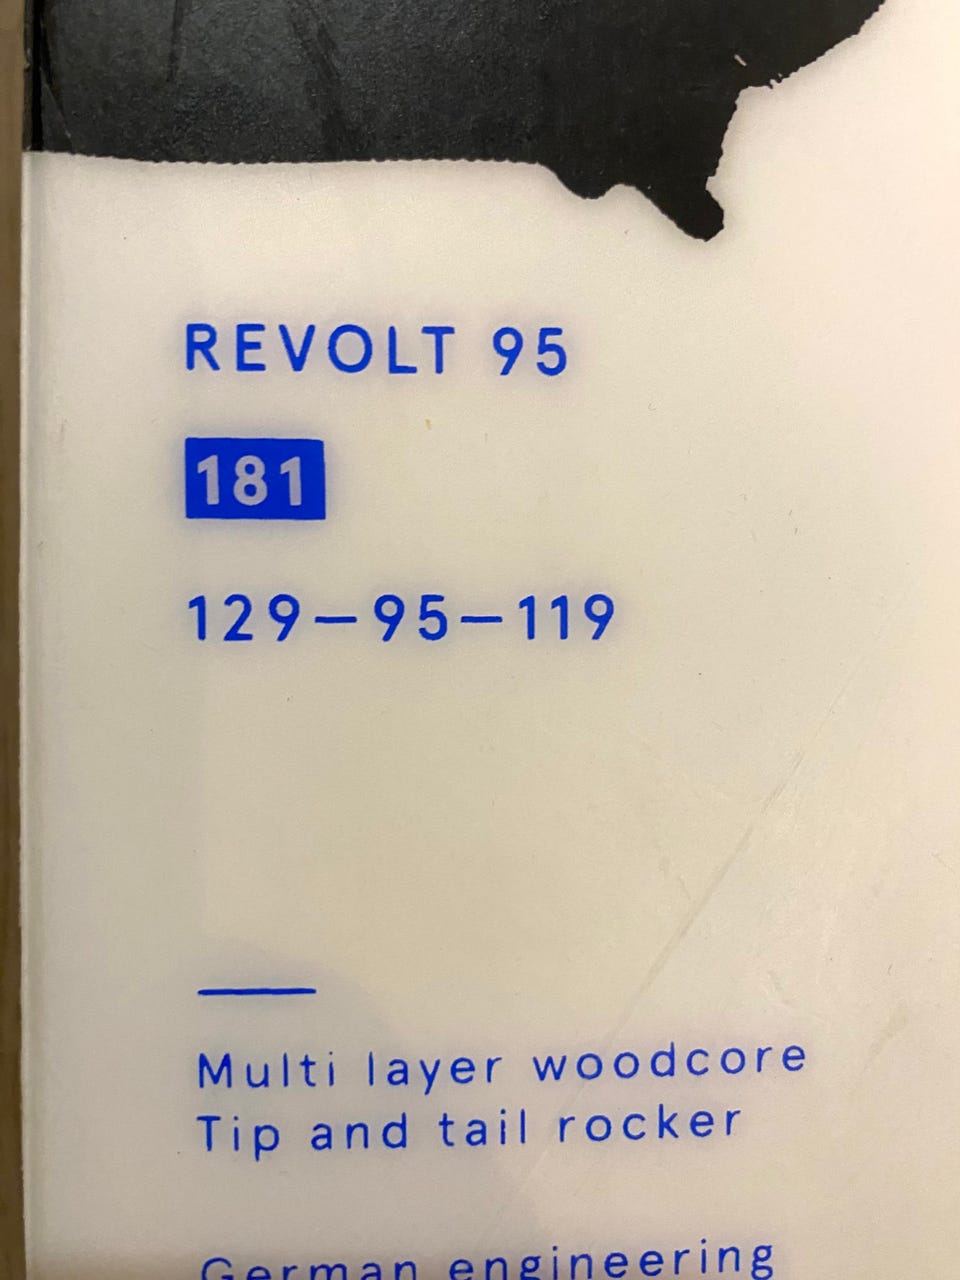 REVOLT 95
181
129–95–119
Multi layer woodcore
Tip and tail rocker
German engineering